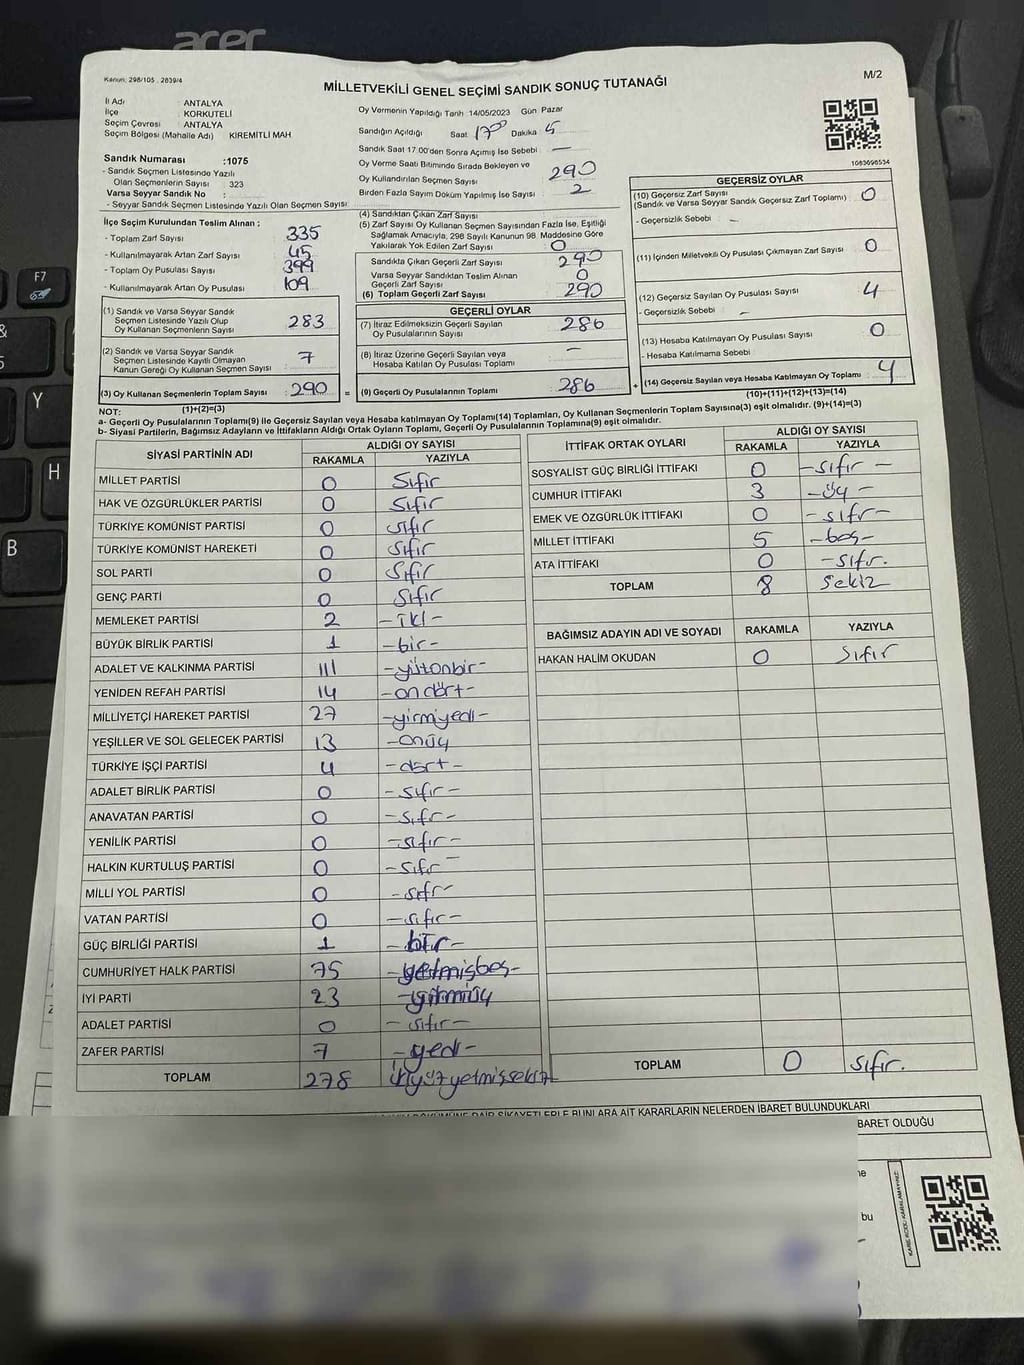 acer
Kanun: 298/105 , 2839/4
MİLLETVEKİLİ GENEL SEÇİMİ SANDIK SONUÇ TUTANAĞI
M/2
İl Adı : ANTALYA
İlçe : KORKUTELİ
Seçim Çevresi : ANTALYA
Seçim Bölgesi (Mahalle Adı) KİREMİTLİ MAH.
Sandık Numarası :1075
- Sandık Seçmen Listesinde Yazılı
Olan Seçmenlerin Sayısı : 323
Varsa Seyyar Sandık No :
- Seyyar Sandık Seçmen Listesinde Yazılı Olan Seçmen Sayısı:
Oy Vermenin Yapıldığı Tarih 14/05/2023 Gün Pazar
Sandığın Açıldığı Saat 17⁰⁰ Dakika 5
Sandık Saat 17:00'den Sonra Açımış İse Sebebi : —
Oy Verme Saati Bitiminde Sırada Bekleyen ve
Oy Kullandırılan Seçmen Sayısı : 290
Birden Fazla Sayım Döküm Yapılmış İse Sayısı : 2
1083698534
İlçe Seçim Kurulundan Teslim Alınan :
- Toplam Zarf Sayısı : 335
- Kullanılmayarak Artan Zarf Sayısı : 45
- Toplam Oy Pusulası Sayısı : 399
- Kullanılmayarak Artan Oy Pusulası : 109
(4) Sandıktan Çıkan Zarf Sayısı
(5) Zarf Sayısı Oy Kullanan Seçmen Sayısından Fazla İse, Eşitliği
Sağlamak Amacıyla, 298 Sayılı Kanunun 98. Maddesine Göre
Yakılarak Yok Edilen Zarf Sayısı : 0
Sandıkta Çıkan Geçerli Zarf Sayısı : 290
Varsa Seyyar Sandıktan Teslim Alınan
Geçerli Zarf Sayısı : 0
(6) Toplam Geçerli Zarf Sayısı : 290
GEÇERSİZ OYLAR
(10) Geçersiz Zarf Sayısı
(Sandık ve Varsa Seyyar Sandık Geçersiz Zarf Toplamı) : 0
- Geçersizlik Sebebi : –
(11) İçinden Milletvekili Oy Pusulası Çıkmayan Zarf Sayısı : 0
(12) Geçersiz Sayılan Oy Pusulası Sayısı : 4
- Geçersizlik Sebebi : –
(13) Hesaba Katılmayan Oy Pusulası Sayısı : 0
- Hesaba Katılmama Sebebi :
(14) Geçersiz Sayılan veya Hesaba Katılmayan Oy Toplamı : 4
(10)+(11)+(12)+(13)=(14)
(1) Sandık ve Varsa Seyyar Sandık
Seçmen Listesinde Yazılı Olup
Oy Kullanan Seçmenlerin Sayısı : 283
(2) Sandık ve Varsa Seyyar Sandık
Seçmen Listesinde Kayıtlı Olmayan
Kanun Gereği Oy Kullanan Seçmen Sayısı : 7
(3) Oy Kullanan Seçmenlerin Toplam Sayısı : 290 =
(1)+(2)=(3)
GEÇERLİ OYLAR
(7) İtiraz Edilmeksizin Geçerli Sayılan
Oy Pusulalarının Sayısı : 286
(8) İtiraz Üzerine Geçerli Sayılan veya
Hesaba Katılan Oy Pusulası Toplamı : —
(9) Geçerli Oy Pusulalarının Toplamı : 286 +
NOT:
a- Geçerli Oy Pusulalarının Toplamı(9) ile Geçersiz Sayılan veya Hesaba katılmayan Oy Toplamı(14) Toplamları, Oy Kullanan Seçmenlerin Toplam Sayısına(3) eşit olmalıdır. (9)+(14)=(3)
b- Siyasi Partilerin, Bağımsız Adayların ve İttifakların Aldığı Ortak Oyların Toplamı, Geçerli Oy Pusulalarının Toplamına(9) eşit olmalıdır.
SİYASİ PARTİNİN ADI ALDIĞI OY SAYISI
RAKAMLA YAZIYLA
MİLLET PARTİSİ 0 Sıfır
HAK VE ÖZGÜRLÜKLER PARTİSİ 0 Sıfır
TÜRKİYE KOMÜNİST PARTİSİ 0 sıfır
TÜRKİYE KOMÜNİST HAREKETİ 0 Sıfır
SOL PARTİ 0 Sıfır
GENÇ PARTİ 0 Sıfır
MEMLEKET PARTİSİ 2 -iki-
BÜYÜK BİRLİK PARTİSİ 1 -bir-
ADALET VE KALKINMA PARTİSİ 111 -yüzonbir-
YENİDEN REFAH PARTİSİ 14 -ondört-
MİLLİYETÇİ HAREKET PARTİSİ 27 -yirmiyedi-
YEŞİLLER VE SOL GELECEK PARTİSİ 13 -onüç
TÜRKİYE İŞÇİ PARTİSİ 4 -dört-
ADALET BİRLİK PARTİSİ 0 -sıfır-
ANAVATAN PARTİSİ 0 -sıfır-
YENİLİK PARTİSİ 0 -sıfır-
HALKIN KURTULUŞ PARTİSİ 0 -sıfır-
MİLLİ YOL PARTİSİ 0 -sıfır-
VATAN PARTİSİ 0 -sıfır-
GÜÇ BİRLİĞİ PARTİSİ 1 -bir-
CUMHURİYET HALK PARTİSİ 75 -yetmişbeş-
İYİ PARTİ 23 -yirmiüç
ADALET PARTİSİ 0 -sıfır-
ZAFER PARTİSİ 7 -yedi-
TOPLAM 278 ikiyüzyetmişsekiz
İTTİFAK ORTAK OYLARI ALDIĞI OY SAYISI
RAKAMLA YAZIYLA
SOSYALİST GÜÇ BİRLİĞİ İTTİFAKI 0 -sıfır-
CUMHUR İTTİFAKI 3 -üç-
EMEK VE ÖZGÜRLÜK İTTİFAKI 0 -sıfır-
MİLLET İTTİFAKI 5 -beş-
ATA İTTİFAKI 0 -sıfır.
TOPLAM 8 Sekiz
BAĞIMSIZ ADAYIN ADI VE SOYADI RAKAMLA YAZIYLA
HAKAN HALİM OKUDAN 0 Sıfır
TOPLAM 0 sıfır.
DÖKÜMÜNE DAİR ŞİKAYETLERLE BUNLARA AİT KARARLARIN NELERDEN İBARET BULUNDUKLARI
BARET OLDUĞU
bu
KARE KODU KARALAMAYINIZ
F7
Y
H
B